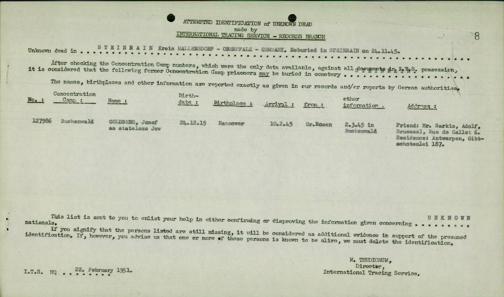 ATTEMPTED IDENTIFICATION of UNKNOWN DEAD
made by
INTERNATIONAL TRACING SERVICE - RECORDS BRANCH
8
Unknown dead in STEINRAIN Kreis MALLERSDORF - OBERPFALZ - GERMANY. Reburied in STEINRAIN on 24.11.45.
After checking the Concentration Camp numbers, which were the only data available, against all documents in I.T.S. possession,
it is considered that the following former Concentration Camp prisoners may be buried in cemetery
The names, birthplaces and other information are reported exactly as given in our records and/or reports by German authorities.
No.: Concentration Camp: Name: Birth-date: Birthplace: Arrival: from: other information: Address:
127986 Buchenwald GOLDBERG, Josef as stateless Jew 24.12.15 Hannover 10.2.45 Gr.Rosen 2.3.45 in Buchenwald Friend: Mr. Markis, Adolf, Brussel, Rue de 6. Residence: Antwerpen, 187.
This list is sent to you to enlist your help in either confirming or disproving the information given concerning UNKNOWN
nationals.
If you signify that the persons listed are still missing, it will be considered as additional evidence in support of the presumed
identification. If, however, you advise us that one or more of these persons is known to be alive, we must delete the identification.
M. THUDICHUM,
Director,
International Tracing Service.
I.T.S. HQ 22. February 1951.